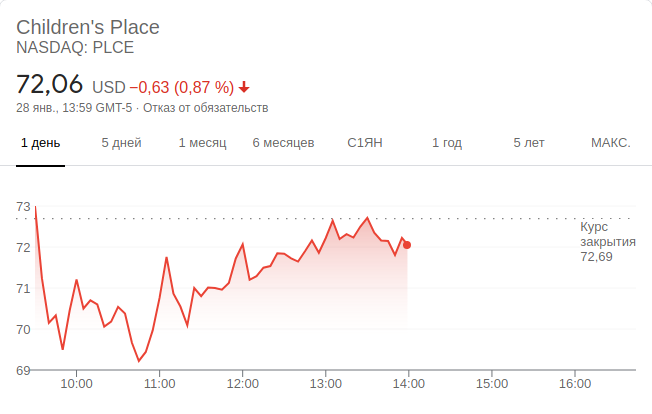 Children's Place
NASDAQ: PLCE
72,06 USD −0,63 (0,87 %)
28 янв., 13:59 GMT-5 · Отказ от обязательств
1 день 5 дней 1 месяц 6 месяцев С1ЯН 1 год 5 лет МАКС.
73
Курс
закрытия
72,69
72
71
70
69
10:00 11:00 12:00 13:00 14:00 15:00 16:00